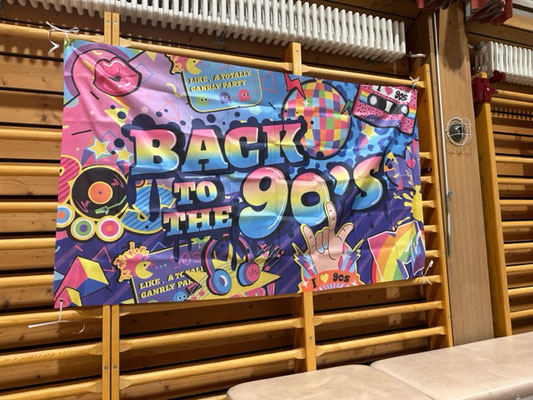 LIKE, A TOTALLY
GANRLY PARTY
90S
BACK
TO
THE
90'S
LIKE, A TOTALLY
GANRLY PARTY
I ♥ 90S